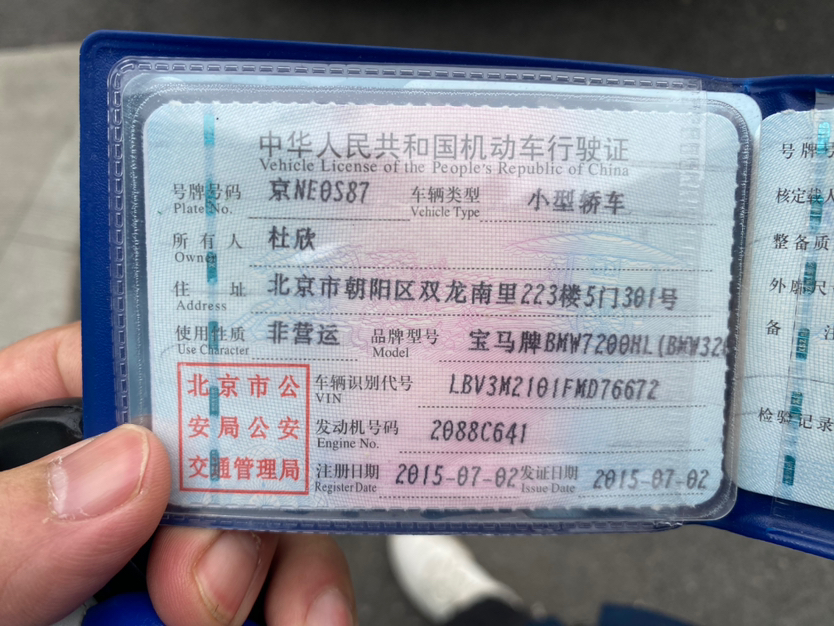 中华人民共和国机动车行驶证
Vehicle License of the People's Republic of China
号牌号码 京NE0S87 车辆类型 小型轿车
Plate No. Vehicle Type
所有人 杜欣
Owner
住址 北京市朝阳区双龙南里223楼5门301号
Address
使用性质 非营运 品牌型号 宝马牌BMW7200HL(BMW320
Use Character Model
北京市公
安局公安
交通管理局
车辆识别代号 LBV3M2101FMD76672
VIN
发动机号码 2088C641
Engine No.
注册日期 2015-07-02 发证日期 2015-07-02
Register Date Issue Date
号牌
核定载人
整备质
外廓尺
备 注
检验记录